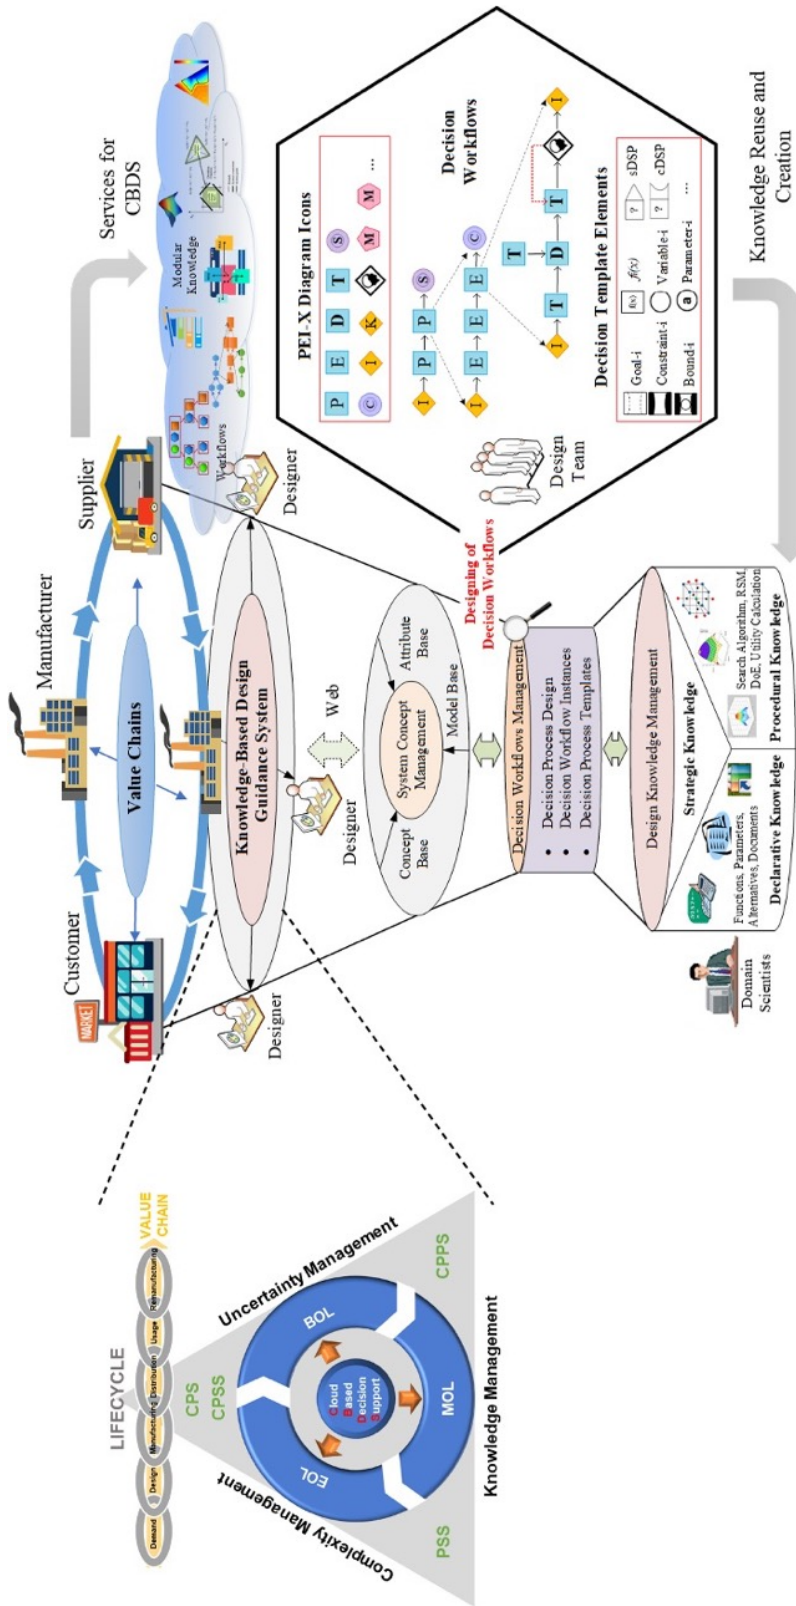 LIFECYCLE
Demand
Design
Manufacturing
Distribution
Usage
Remanufacturing
VALUE
CHAIN
CPS
CPSS
Complexity Management
Uncertainty Management
EOL
BOL
MOL
Cloud
Based
Decision
Support
PSS
CPPS
Knowledge Management
Customer
MARKET
Manufacturer
Supplier
Value Chains
Knowledge-Based Design
Guidance System
Designer
Designer
Designer
Web
Concept
Base
System Concept
Management
Attribute
Base
Model Base
Decision Workflows Management
• Decision Process Design
• Decision Workflow Instances
• Decision Process Templates
Design Knowledge Management
Strategic Knowledge
Functions, Parameters,
Alternatives, Documents
Declarative Knowledge
Search Algorithm, RSM,
DoE, Utility Calculation
Procedural Knowledge
Domain
Scientists
Services for
CBDS
Workflows
Modular
Knowledge
Designing of
Decision Workflows
Design
Team
PEI-X Diagram Icons
P E D T S
C I K M M ...
I P P S
I E E E C
T
I T D T I
Decision
Workflows
Decision Template Elements
Goal-i f(x) fi(x) ? sDSP
Constraint-i Variable-i ? cDSP
Bound-i a Parameter-i ...
Knowledge Reuse and
Creation